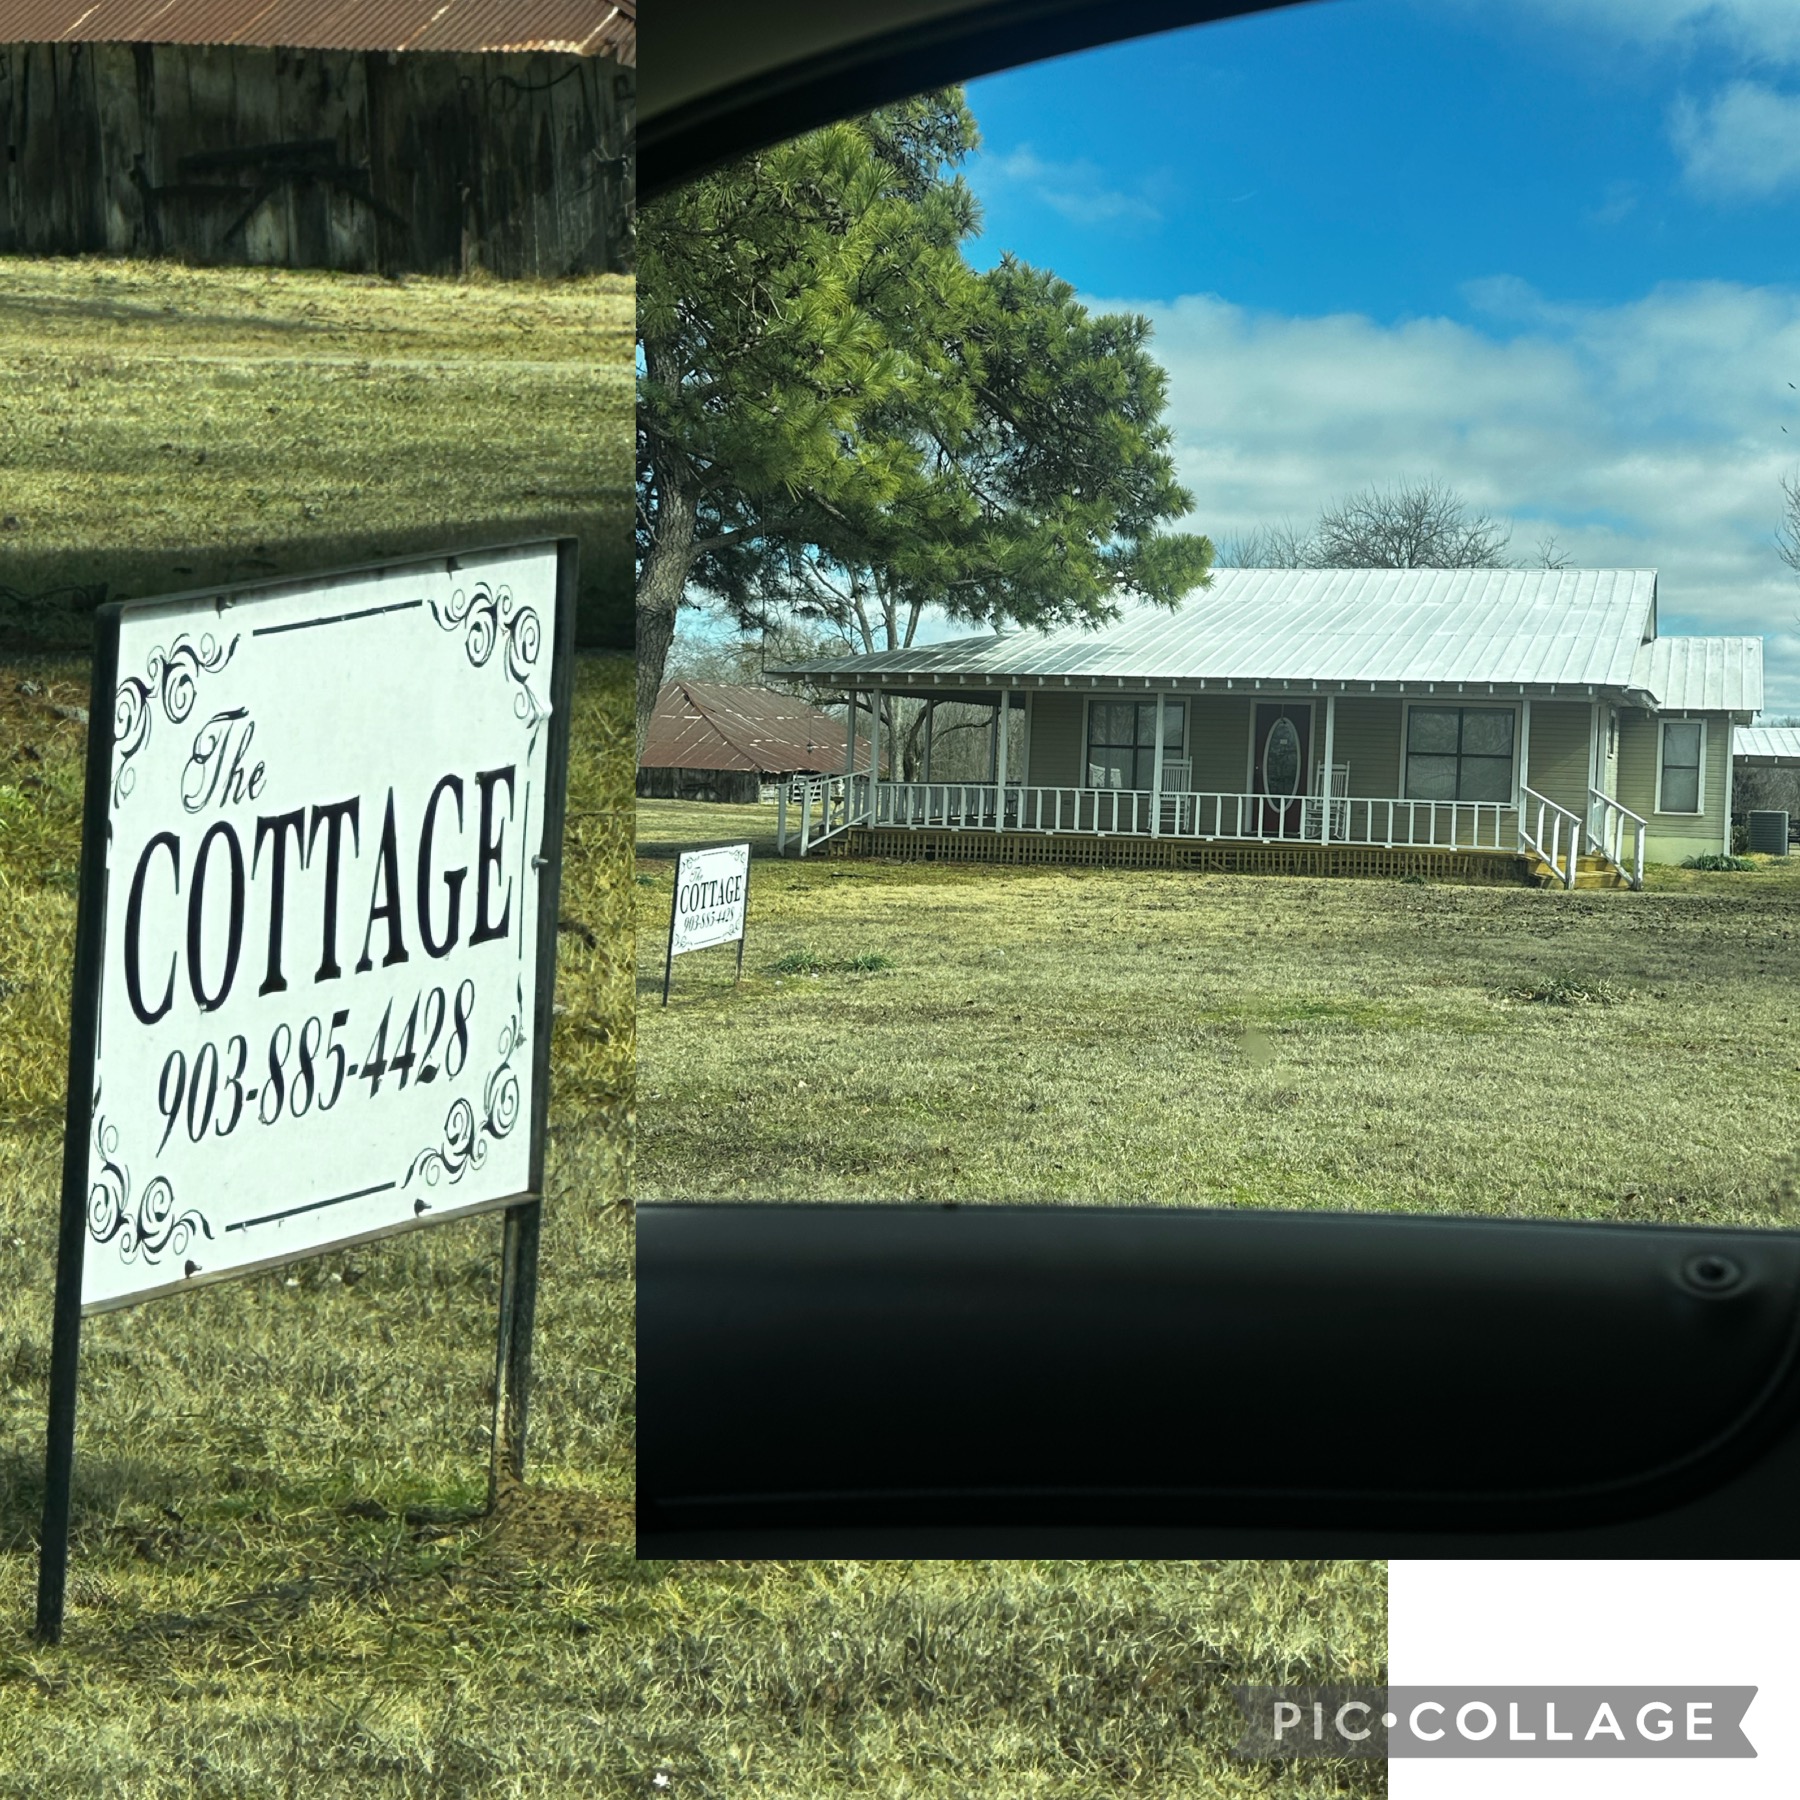 The
COTTAGE
903-885-4428
The
COTTAGE
903-885-4428
PIC•COLLAGE